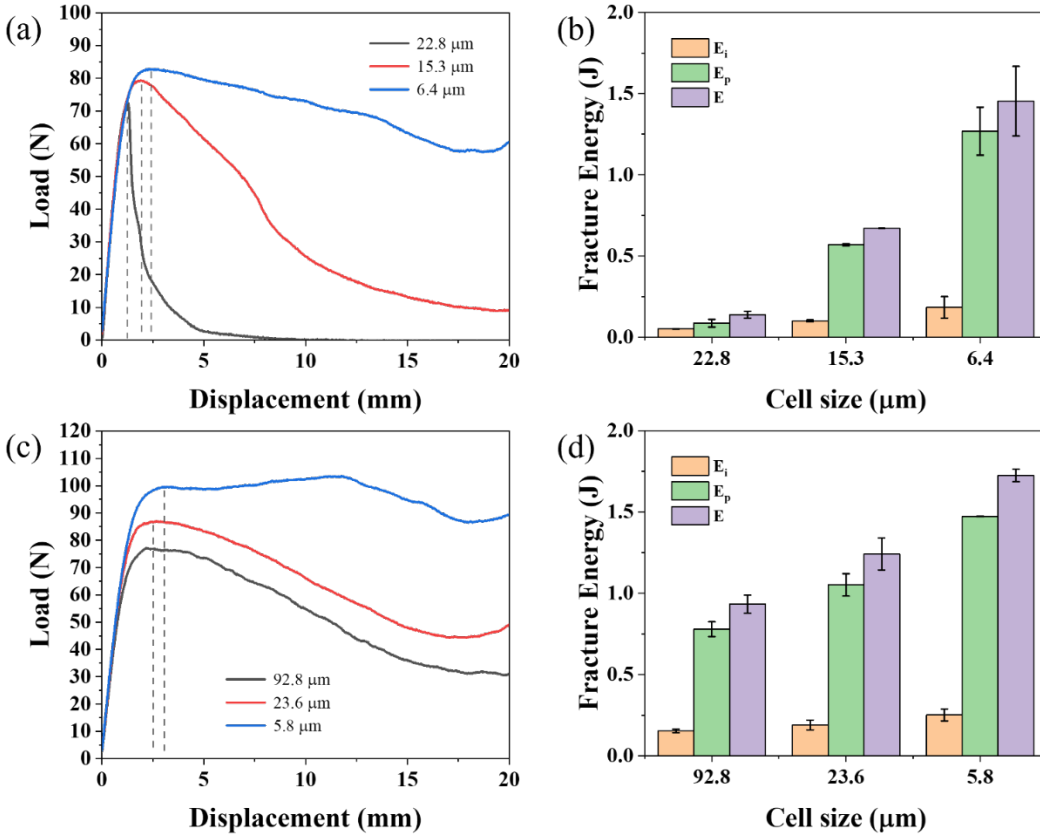 (a)
100
90
80
70
60
50
40
30
20
10
0
Load (N)
22.8 μm
15.3 μm
6.4 μm
0 5 10 15 20
Displacement (mm)
(b)
2.0
1.5
1.0
0.5
0.0
Fracture Energy (J)
Ei
Ep
E
22.8 15.3 6.4
Cell size (μm)
(c)
120
110
100
90
80
70
60
50
40
30
20
10
0
Load (N)
92.8 μm
23.6 μm
5.8 μm
0 5 10 15 20
Displacement (mm)
(d)
2.0
1.5
1.0
0.5
0.0
Fracture Energy (J)
Ei
Ep
E
92.8 23.6 5.8
Cell size (μm)